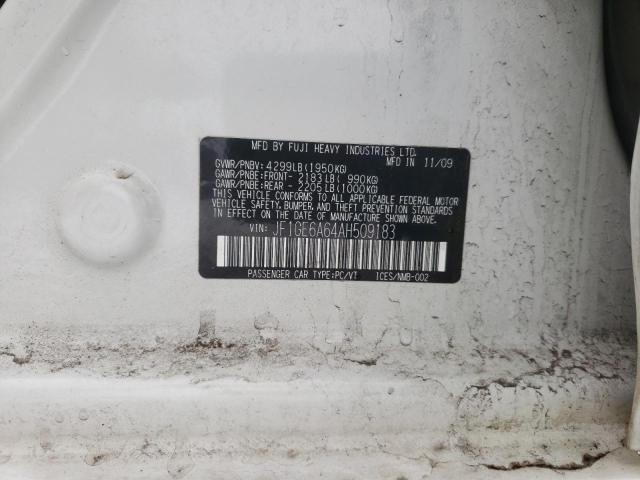 MFD BY FUJI HEAVY INDUSTRIES LTD.
MFD IN 11/09
GVWR/PNBV: 4299LB(1950KG)
GAWR/PNBE:FRONT- 2183LB( 990KG)
GAWR/PNBE:REAR - 2205LB(1000KG)
THIS VEHICLE CONFORMS TO ALL APPLICABLE FEDERAL MOTOR
VEHICLE SAFETY, BUMPER, AND THEFT PREVENTION STANDARDS IN
EFFECT ON THE DATE OF MANUFACTURE SHOWN ABOVE.
VIN: JF1GE6A64AH509183
PASSENGER CAR TYPE:PC/VT ICES/NMB-002